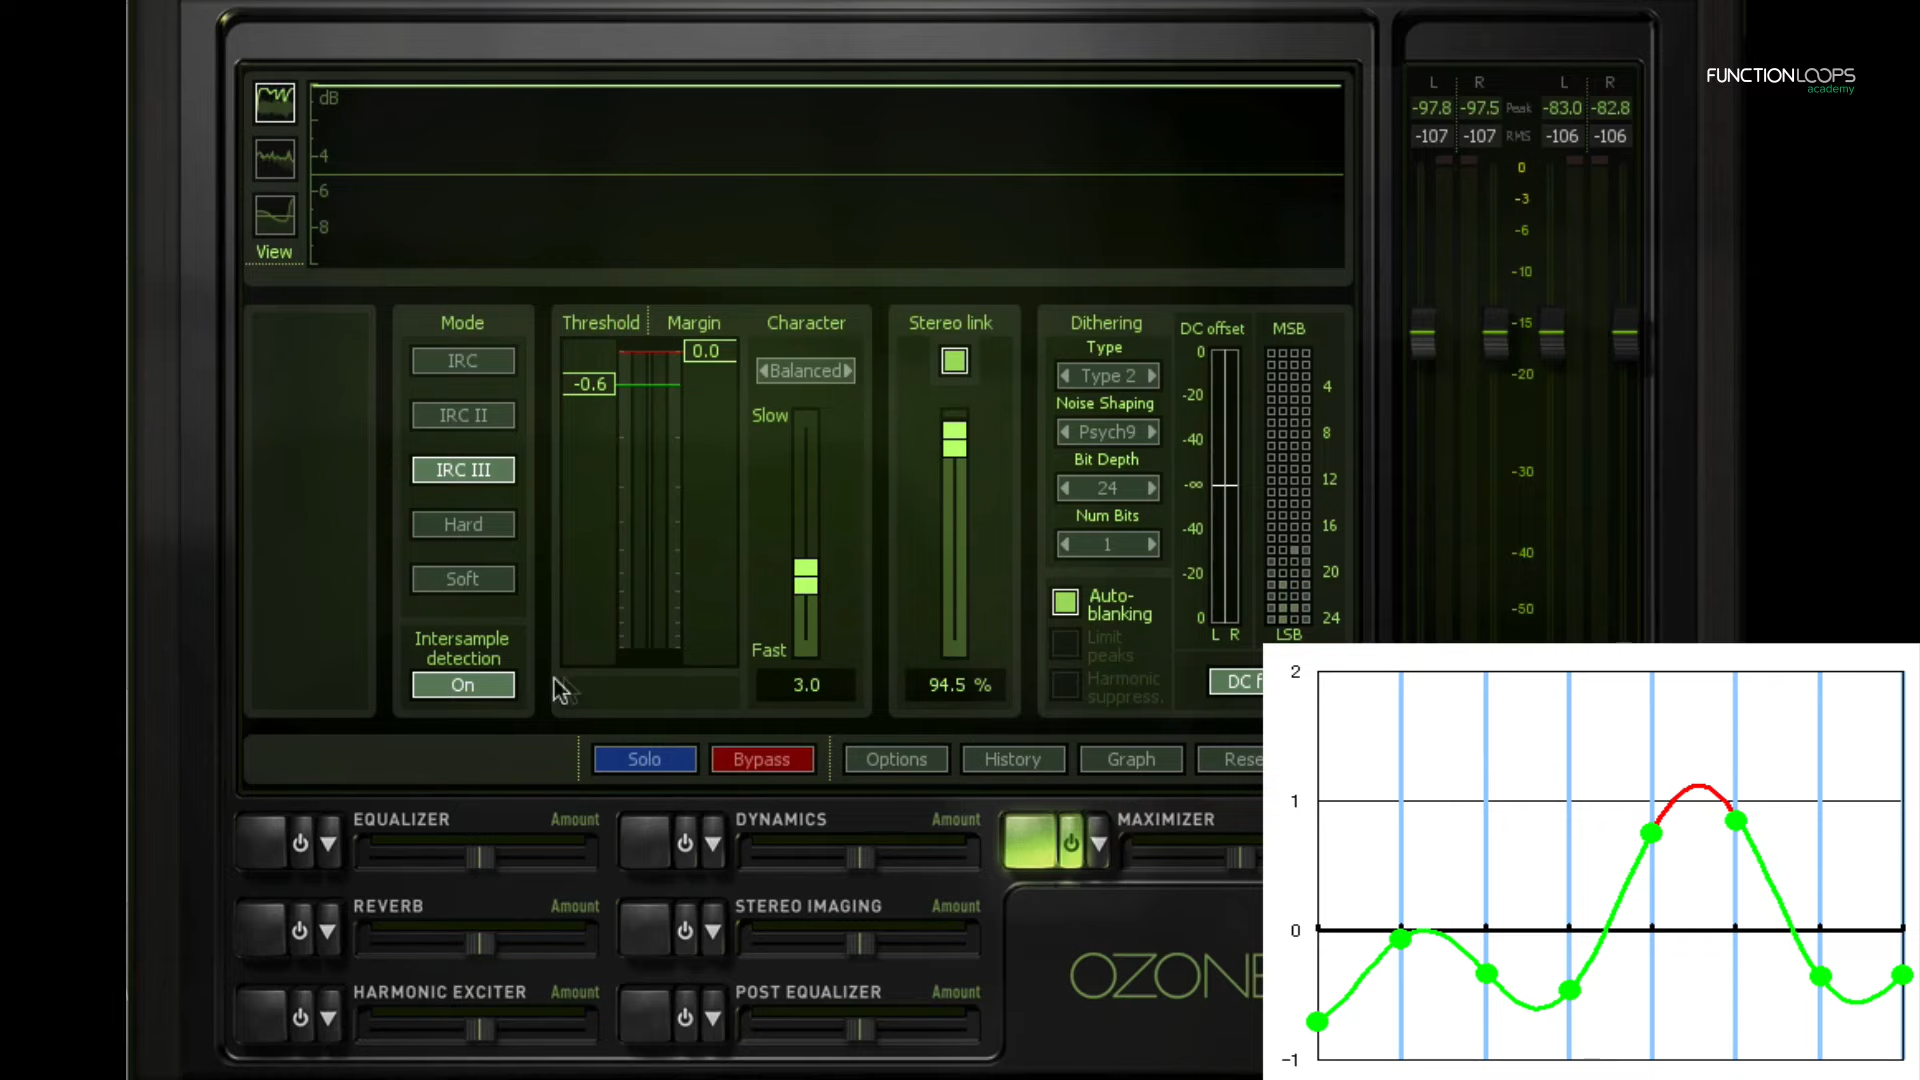 FUNCTIONLOOPS
academy
L R L R
-97.8 -97.5 Peak -83.0 -82.8
-107 -107 RMS -106 -106
dB
-4
-6
-8
View
0
-3
-6
-10
-15
-20
-30
-40
-50
Mode
IRC
IRC II
IRC III
Hard
Soft
Intersample
detection
On
Threshold Margin
0.0
-0.6
Character
Balanced
Slow
Fast
3.0
Stereo link
94.5 %
Dithering
Type
Type 2
Noise Shaping
Psych9
Bit Depth
24
Num Bits
1
Auto-
blanking
Limit
peaks
Harmonic
suppress.
DC offset
0
-20
-40
-∞
-40
-20
0
L R
MSB
4
8
12
16
20
24
LSB
DC f
Solo Bypass Options History Graph Rese
EQUALIZER Amount
DYNAMICS Amount
MAXIMIZER
REVERB Amount
STEREO IMAGING Amount
HARMONIC EXCITER Amount
POST EQUALIZER Amount
OZONE
2
1
0
-1